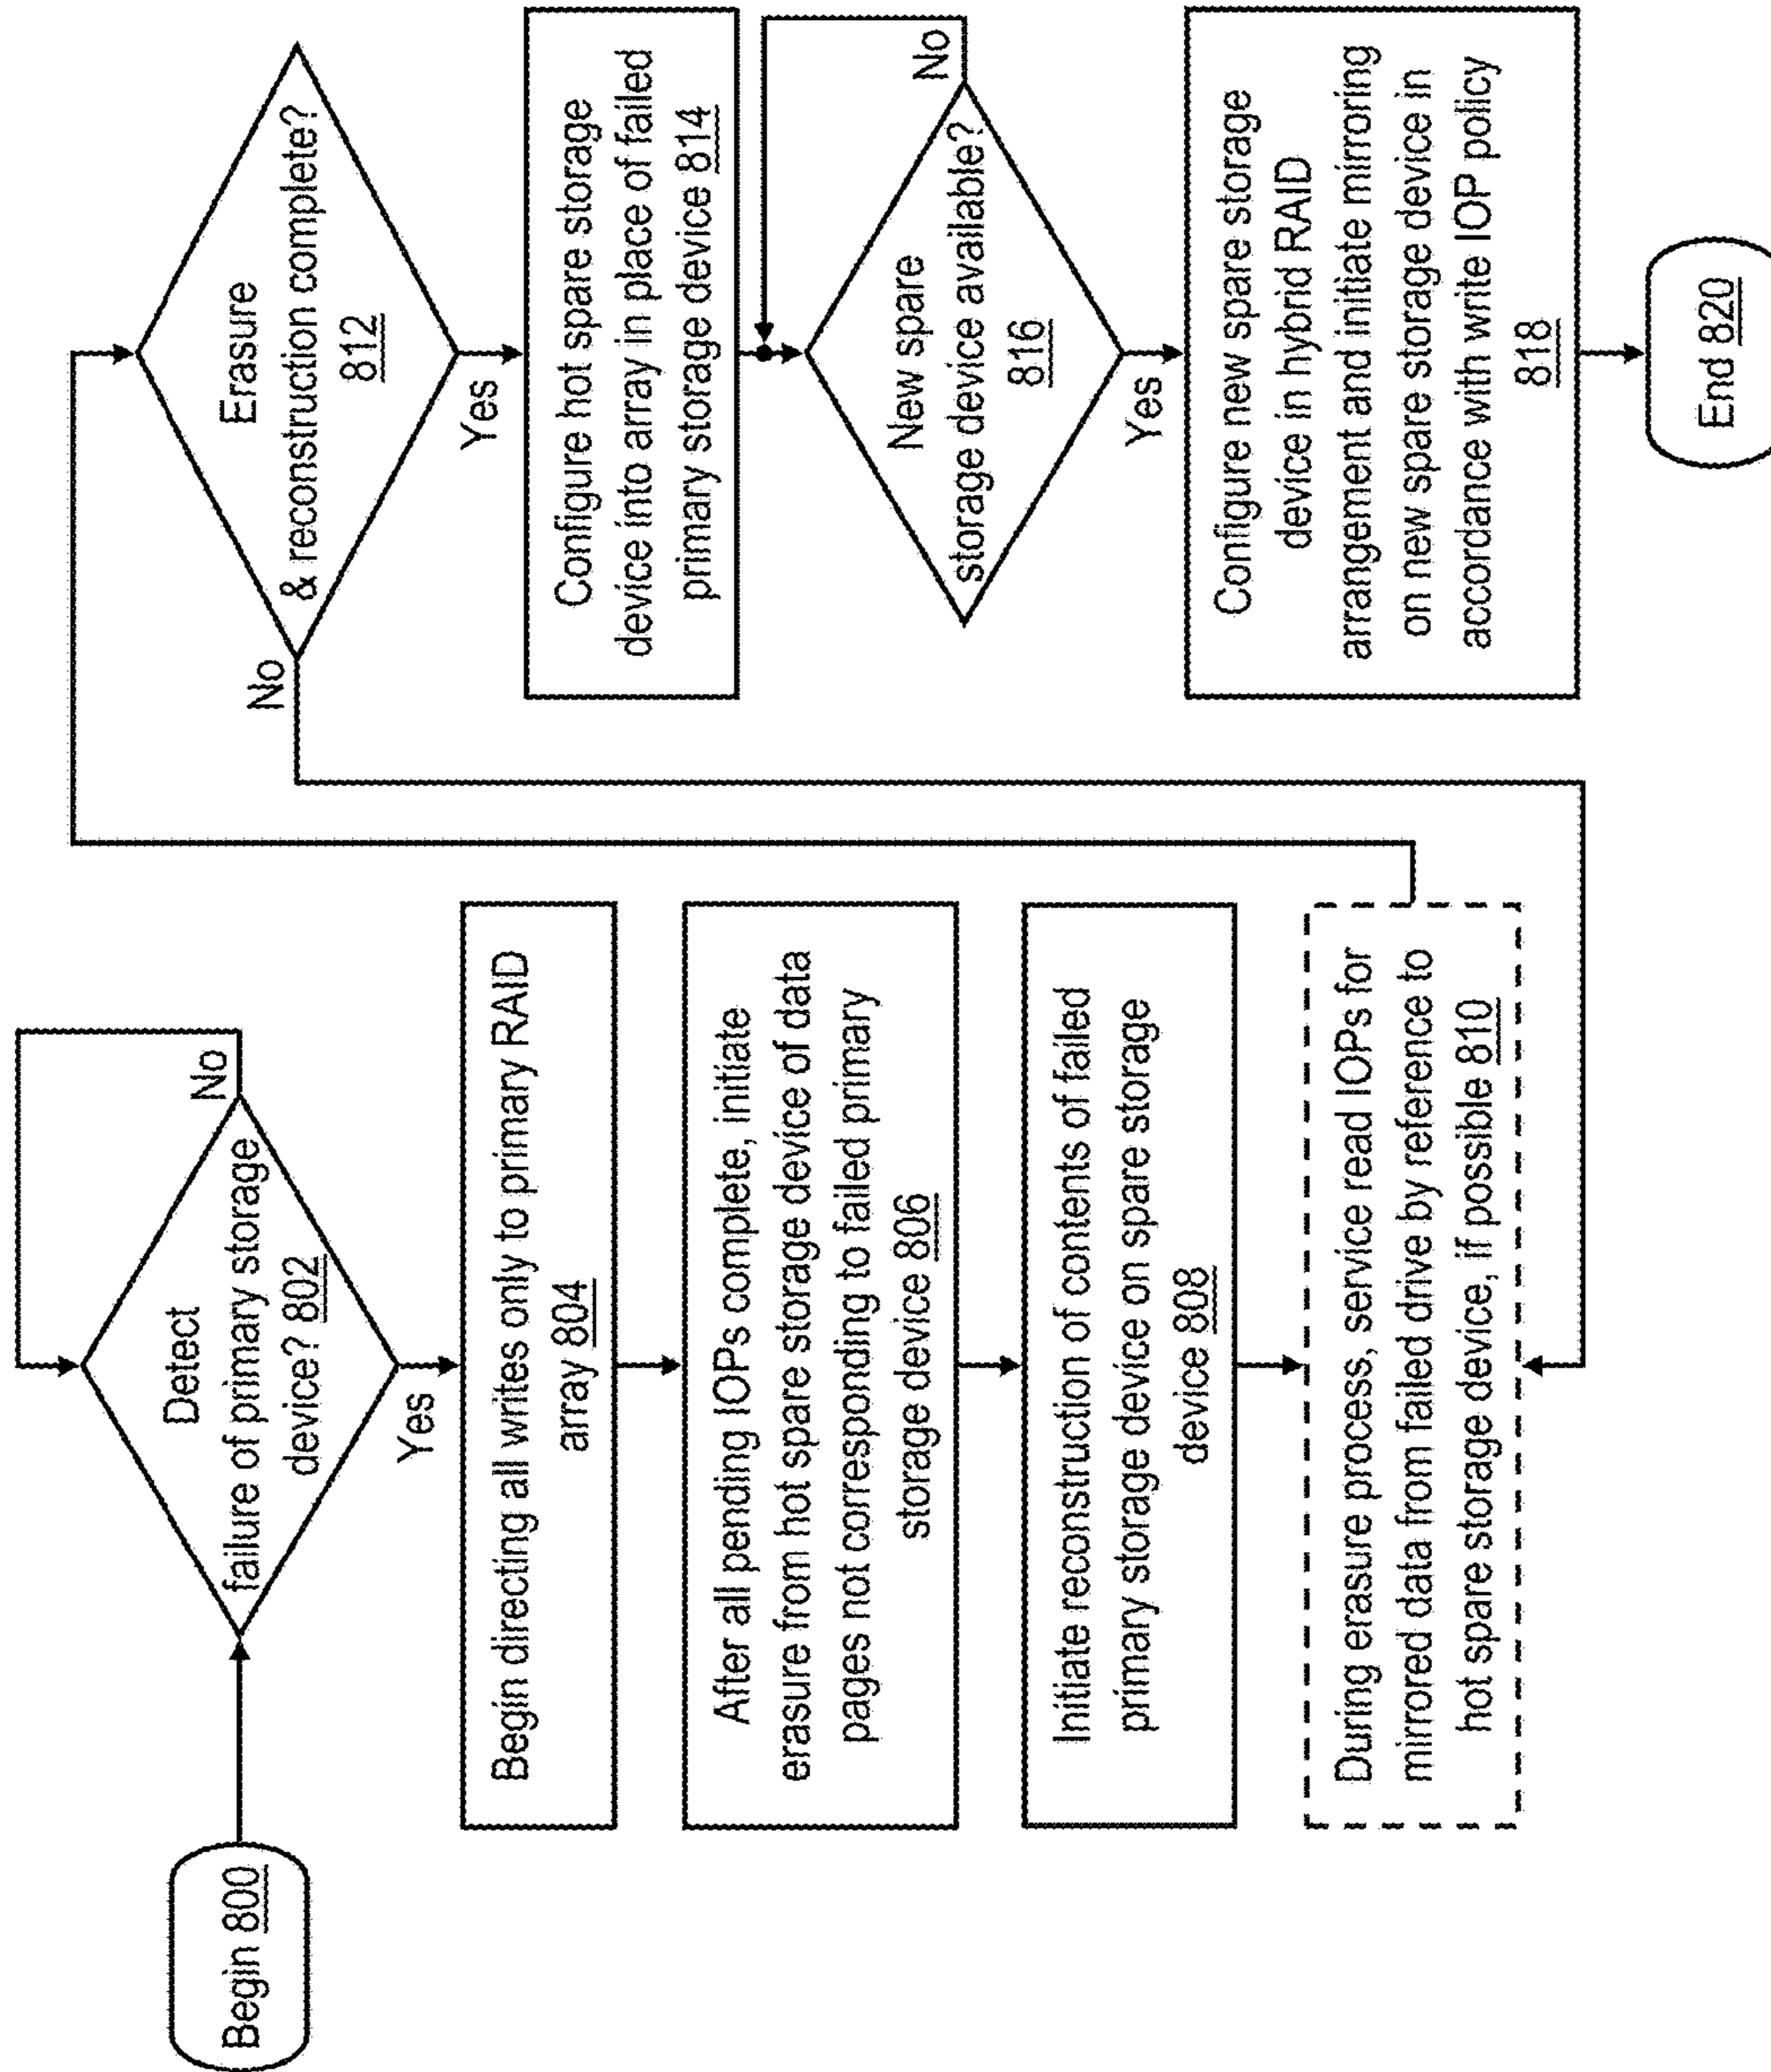 Begin 800
Detect
failure of primary storage
device? 802
No
Yes
Begin directing all writes only to primary RAID
array 804
After all pending IOPs complete, initiate
erasure from hot spare storage device of data
pages not corresponding to failed primary
storage device 806
Initiate reconstruction of contents of failed
primary storage device on spare storage
device 808
During erasure process, service read IOPs for
mirrored data from failed drive by reference to
hot spare storage device, if possible 810
Erasure
& reconstruction complete?
812
No
Yes
Configure hot spare storage
device into array in place of failed
primary storage device 814
New spare
storage device available?
816
No
Yes
Configure new spare storage
device in hybrid RAID
arrangement and initiate mirroring
on new spare storage device in
accordance with write IOP policy
818
End 820